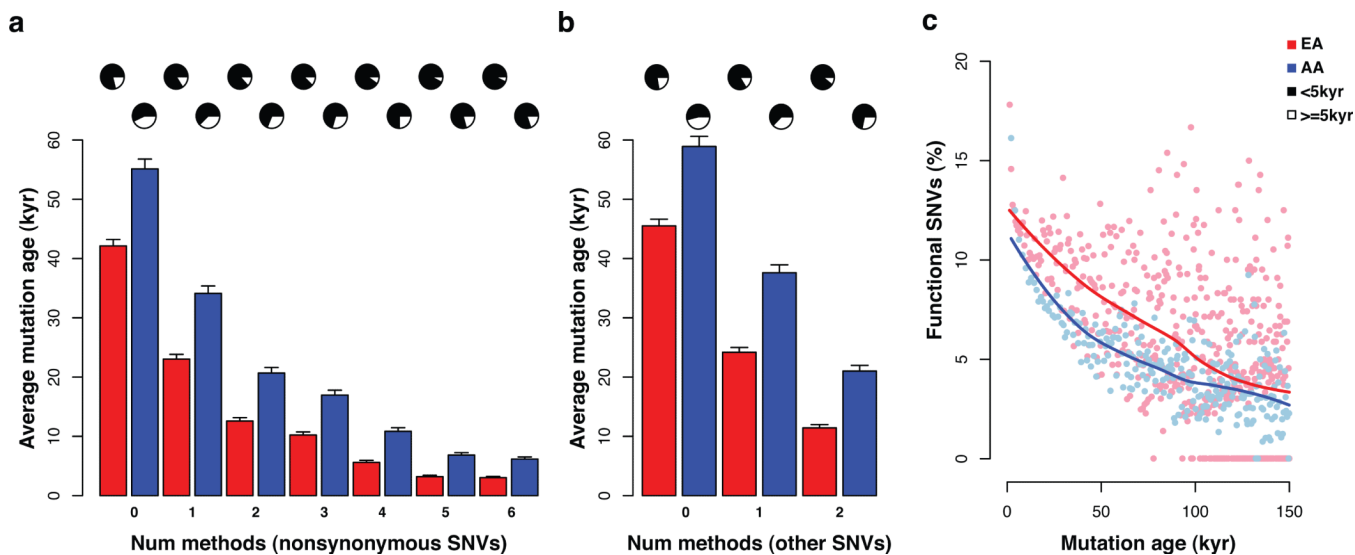 a
Average mutation age (kyr)
0 10 20 30 40 50 60
0 1 2 3 4 5 6
Num methods (nonsynonymous SNVs)
b
Average mutation age (kyr)
0 10 20 30 40 50 60
0 1 2
Num methods (other SNVs)
c
Functional SNVs (%)
0 5 10 15 20
0 50 100 150
Mutation age (kyr)
EA
AA
<5kyr
>=5kyr